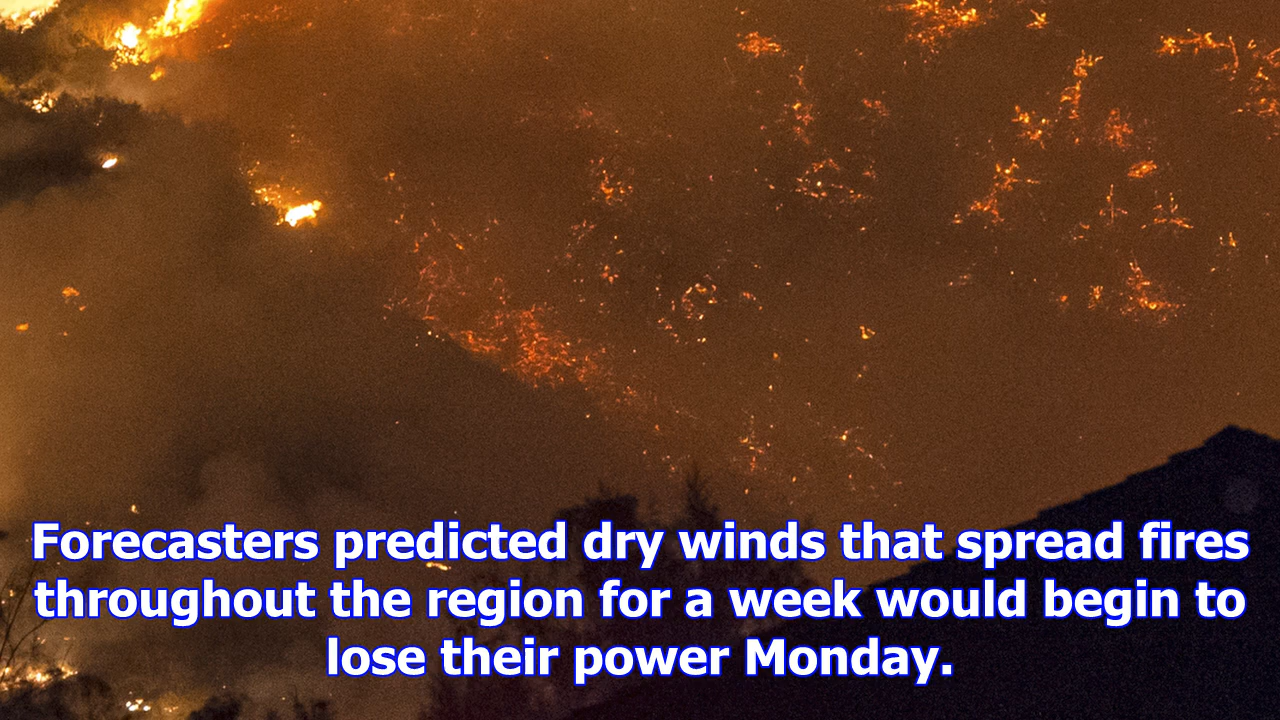 Forecasters predicted dry winds that spread fires
throughout the region for a week would begin to
lose their power Monday.